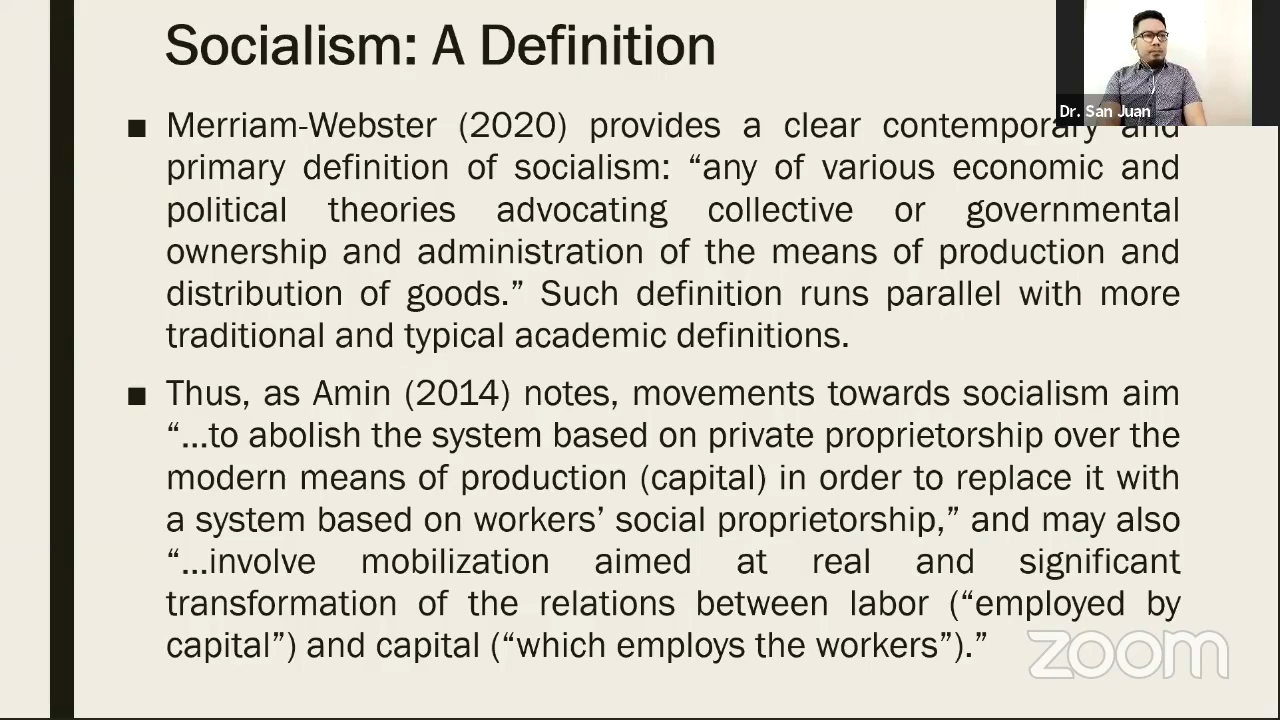 Socialism: A Definition
Dr. San Juan
■ Merriam-Webster (2020) provides a clear contemporary and
primary definition of socialism: “any of various economic and
political theories advocating collective or governmental
ownership and administration of the means of production and
distribution of goods.” Such definition runs parallel with more
traditional and typical academic definitions.
■ Thus, as Amin (2014) notes, movements towards socialism aim
“…to abolish the system based on private proprietorship over the
modern means of production (capital) in order to replace it with
a system based on workers’ social proprietorship,” and may also
“…involve mobilization aimed at real and significant
transformation of the relations between labor (“employed by
capital”) and capital (“which employs the workers”).”
zoom